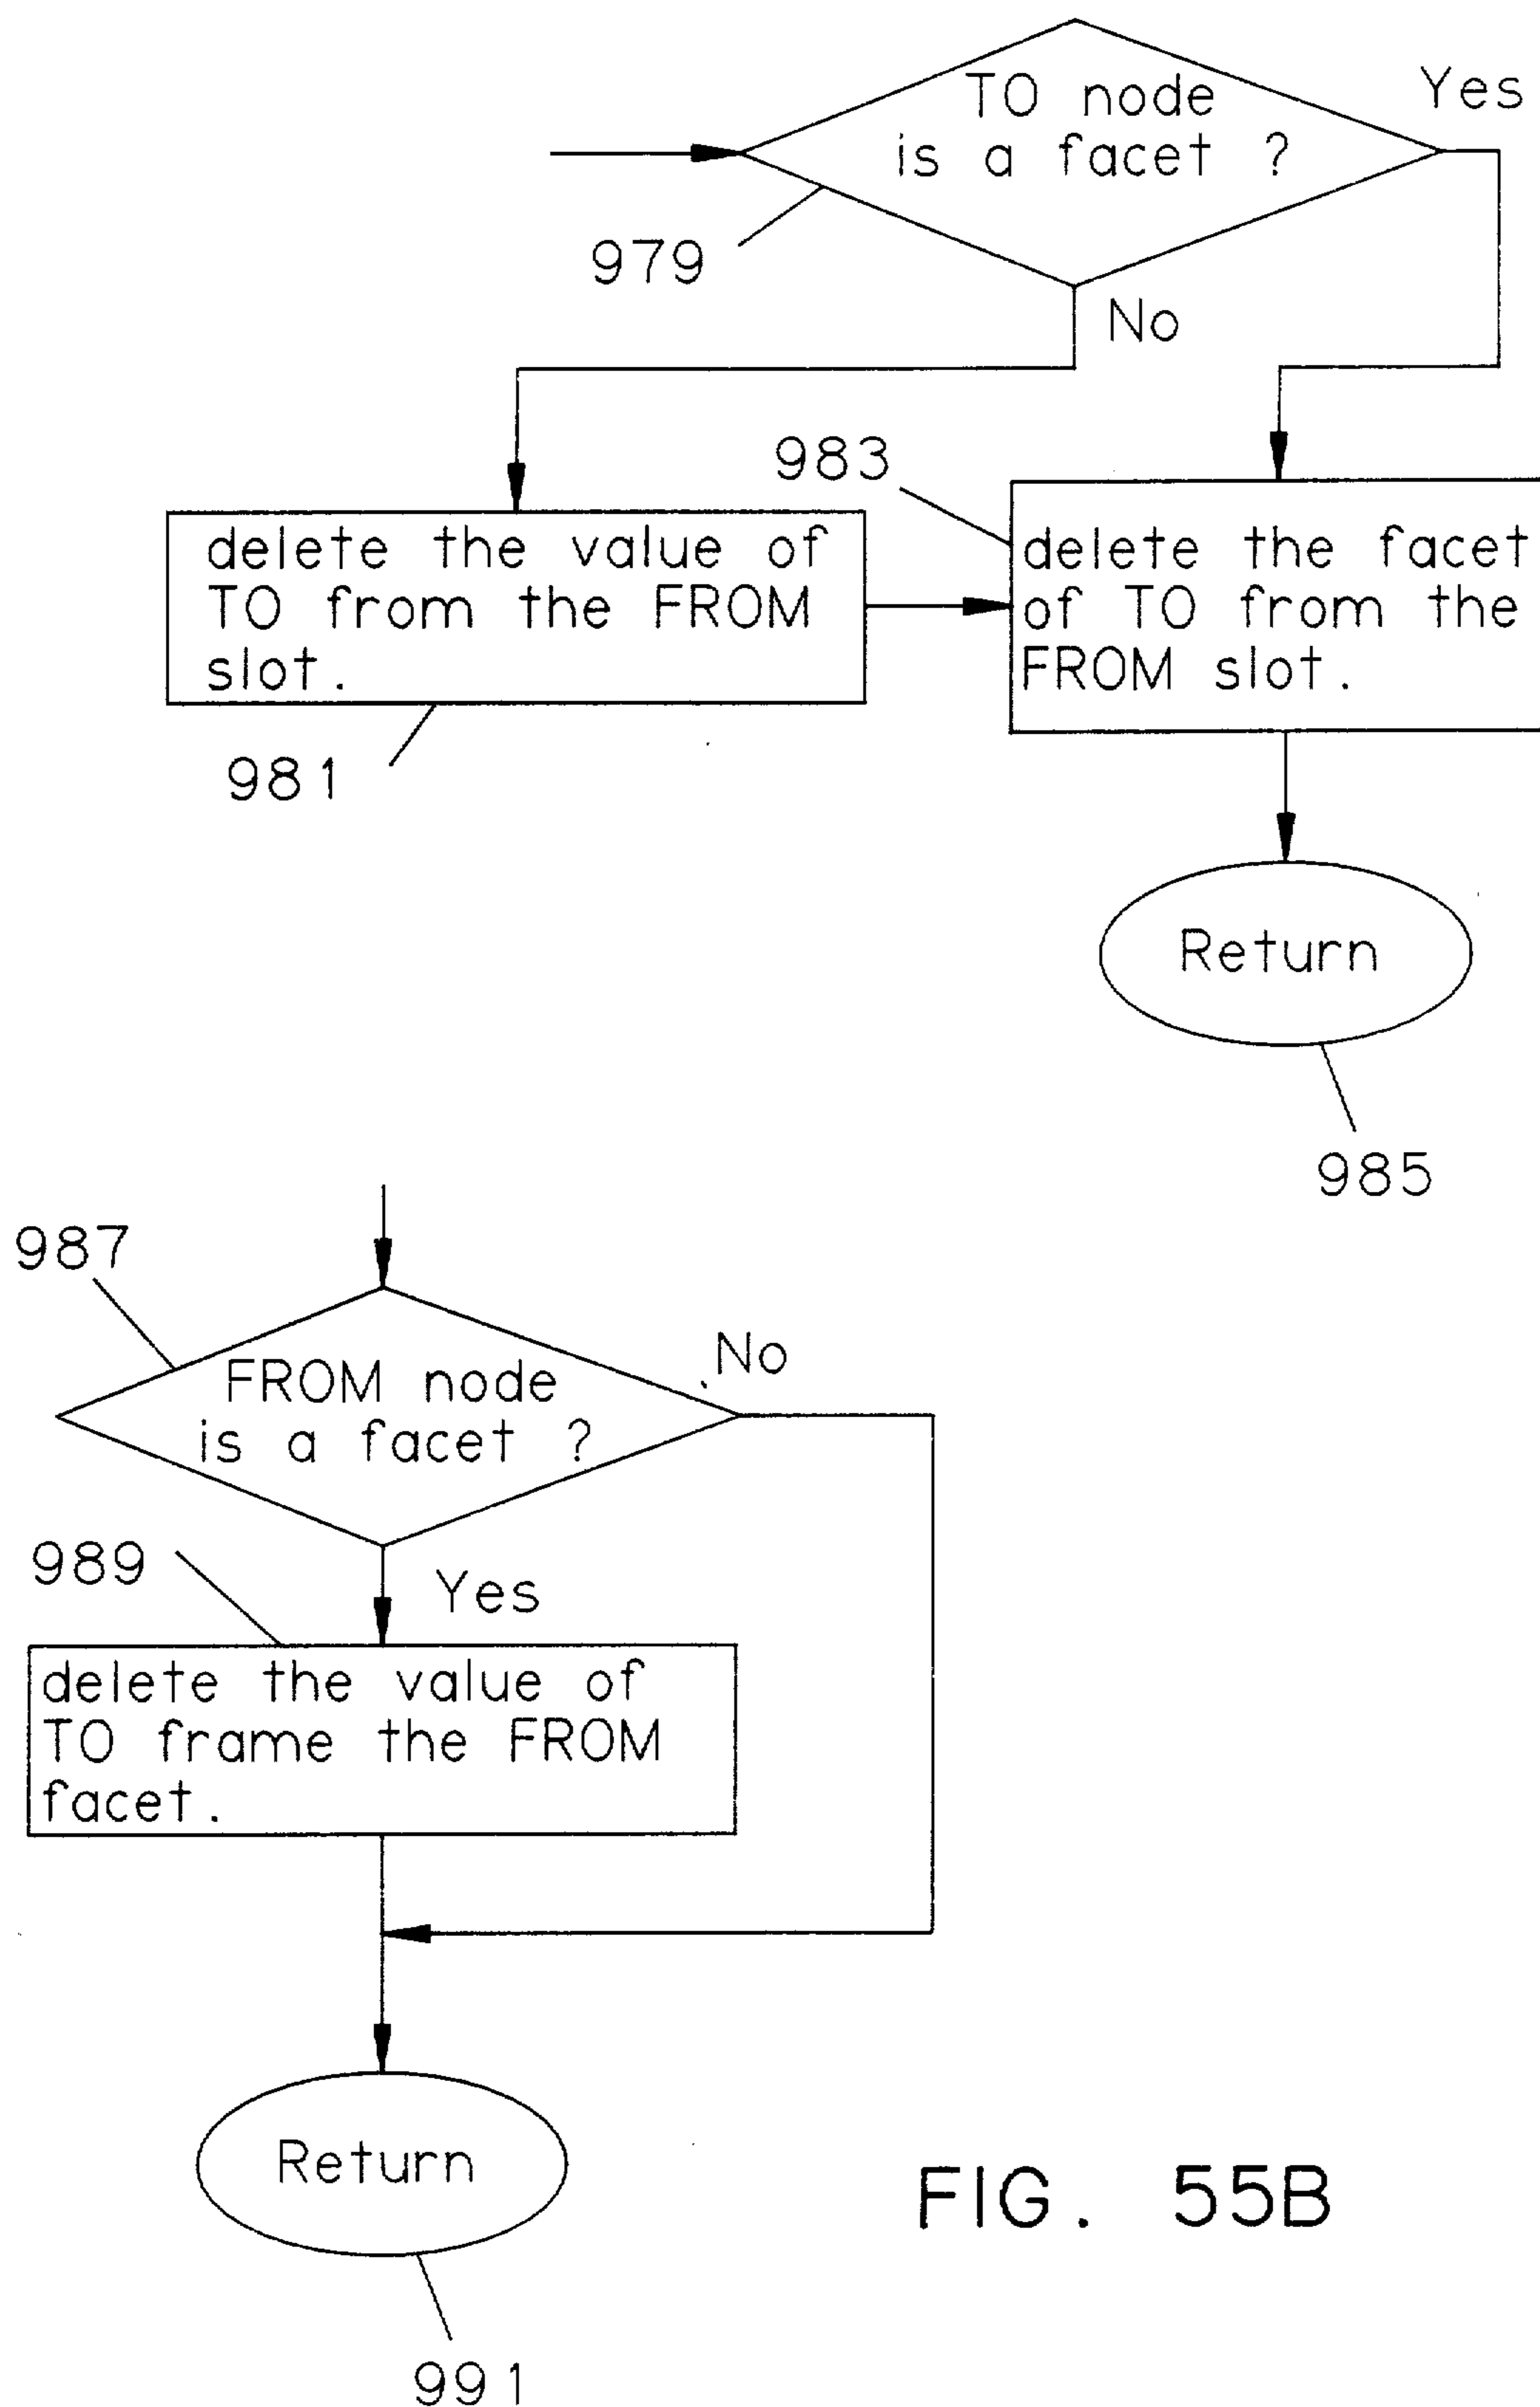 TO node
is a facet ?
Yes
979
No
983
delete the value of
TO from the FROM
slot.
delete the facet
of TO from the
FROM slot.
981
Return
985
987
FROM node
is a facet ?
No
989
Yes
delete the value of
TO frame the FROM
facet.
Return
991
FIG. 55B